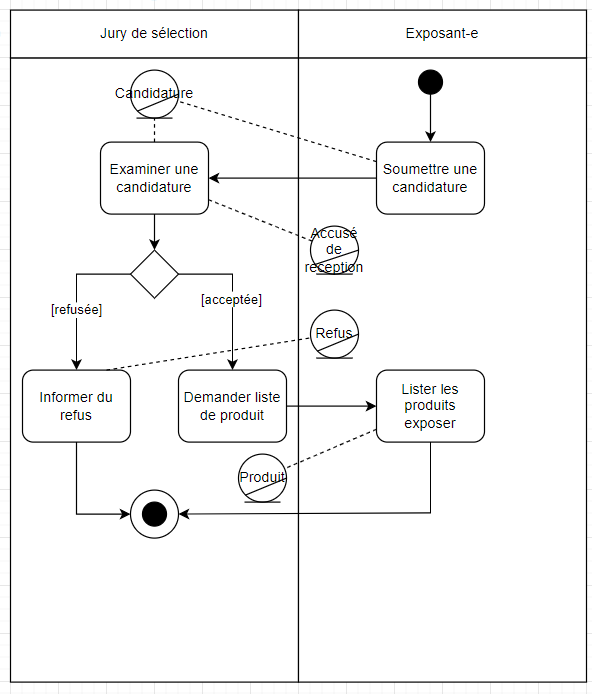 Jury de sélection
Exposant-e
Candidature
Examiner une
candidature
Soumettre une
candidature
Accusé
de
reception
[refusée]
[acceptée]
Refus
Informer du
refus
Demander liste
de produit
Lister les
produits
exposer
Produit